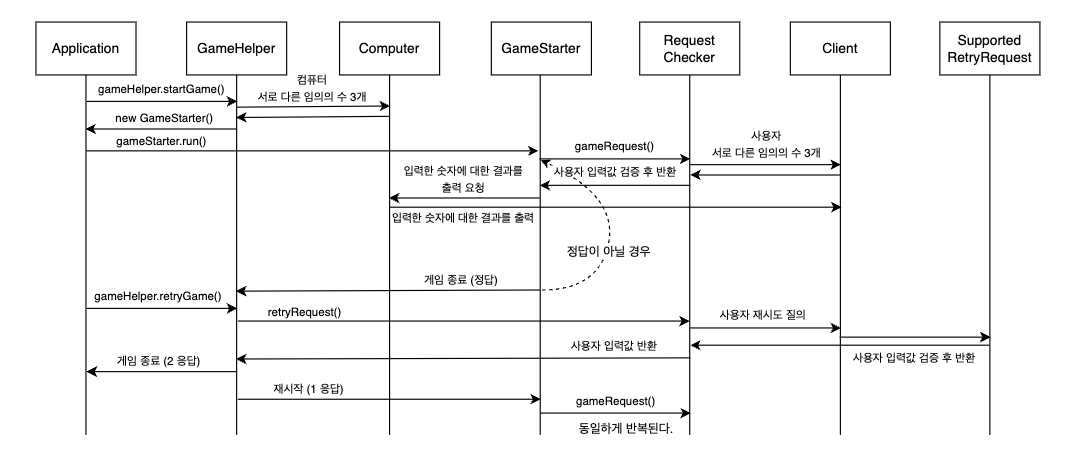 Application
GameHelper
Computer
GameStarter
Request
Checker
Client
Supported
RetryRequest
gameHelper.startGame()
컴퓨터
서로 다른 임의의 수 3개
new GameStarter()
gameStarter.run()
gameRequest()
사용자
서로 다른 임의의 수 3개
입력한 숫자에 대한 결과를
출력 요청
사용자 입력값 검증 후 반환
입력한 숫자에 대한 결과를 출력
정답이 아닐 경우
게임 종료 (정답)
gameHelper.retryGame()
retryRequest()
사용자 재시도 질의
사용자 입력값 반환
사용자 입력값 검증 후 반환
게임 종료 (2 응답)
재시작 (1 응답)
gameRequest()
동일하게 반복된다.